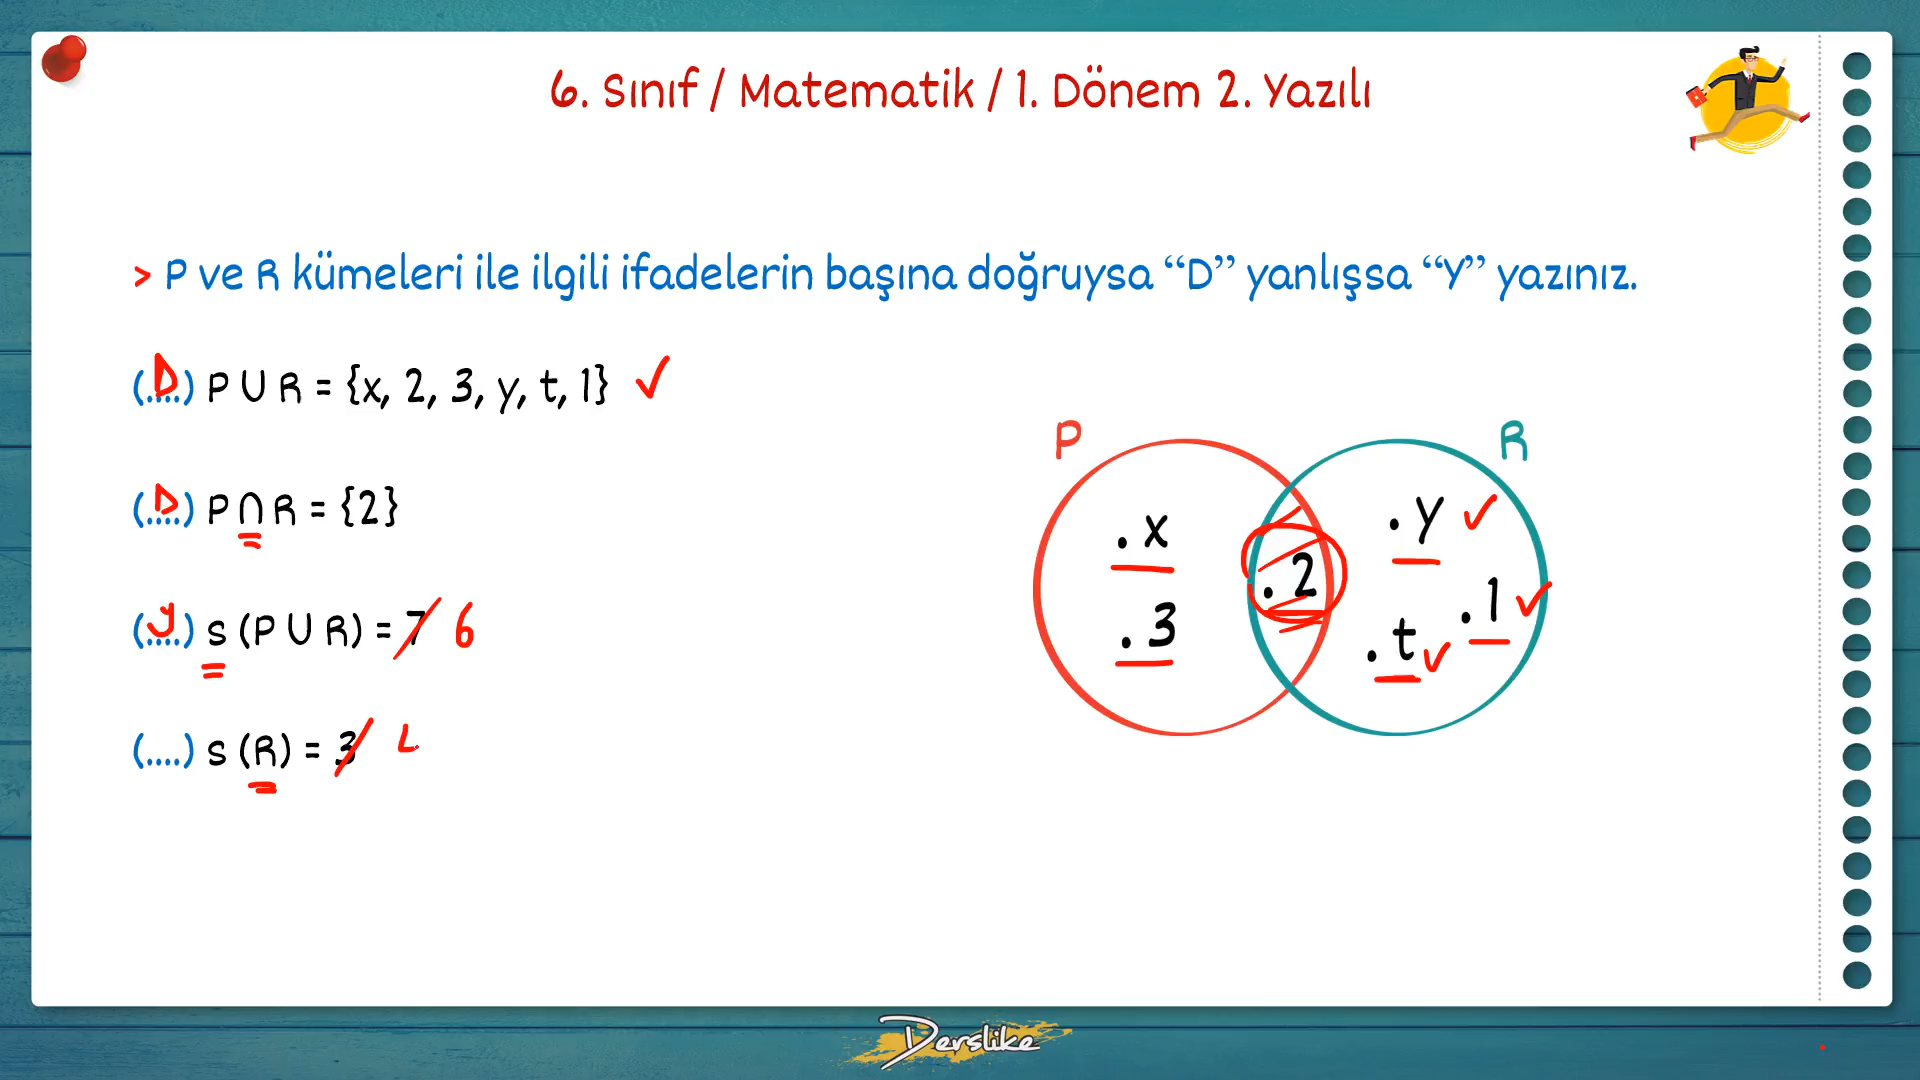 6. Sınıf / Matematik / 1. Dönem 2. Yazılı
> P ve R kümeleri ile ilgili ifadelerin başına doğruysa “D” yanlışsa “Y” yazınız.
(.D.) P ∪ R = {x, 2, 3, y, t, 1} ✓
(.D.) P ∩ R = {2}
(.y.) s (P ∪ R) = 7 6
(....) s (R) = 3
P
R
.x
.y ✓
.2
.1 ✓
.3
.t ✓
Derslike